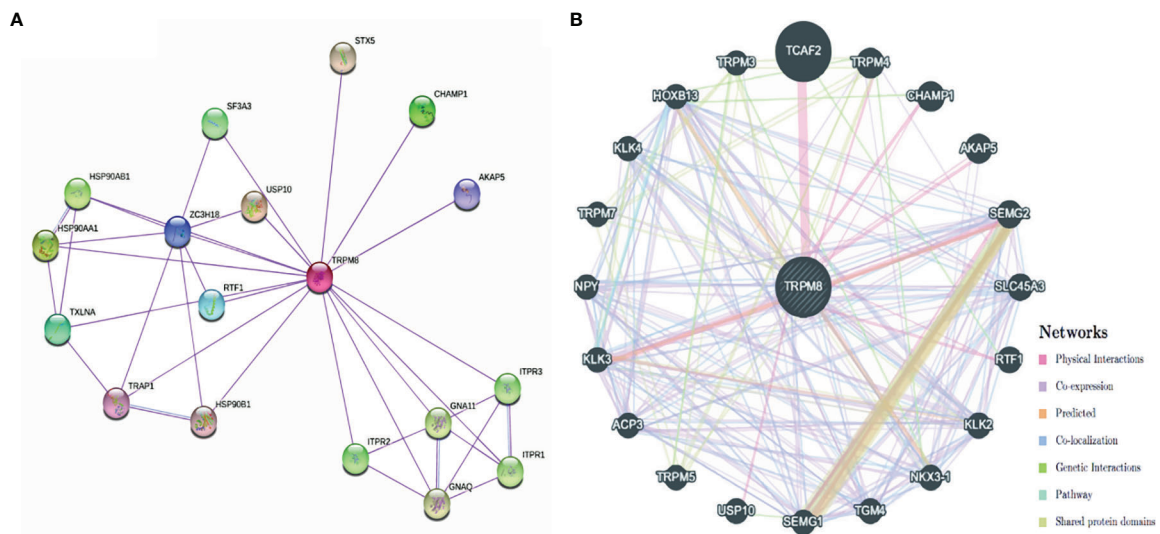 A
STX5
CHAMP1
SF3A3
AKAP5
HSP90AB1
USP10
ZC3H18
HSP90AA1
TRPM8
RTF1
TXLNA
ITPR3
TRAP1
GNA11
HSP90B1
ITPR2
ITPR1
GNAQ
B
TCAF2
TRPM3
TRPM4
HOXB13
CHAMP1
KLK4
AKAP5
TRPM7
SEMG2
NPY
TRPM8
SLC45A3
KLK3
RTF1
ACP3
KLK2
TRPM5
NKX3-1
USP10
TGM4
SEMG1
Networks
Physical Interactions
Co-expression
Predicted
Co-localization
Genetic Interactions
Pathway
Shared protein domains